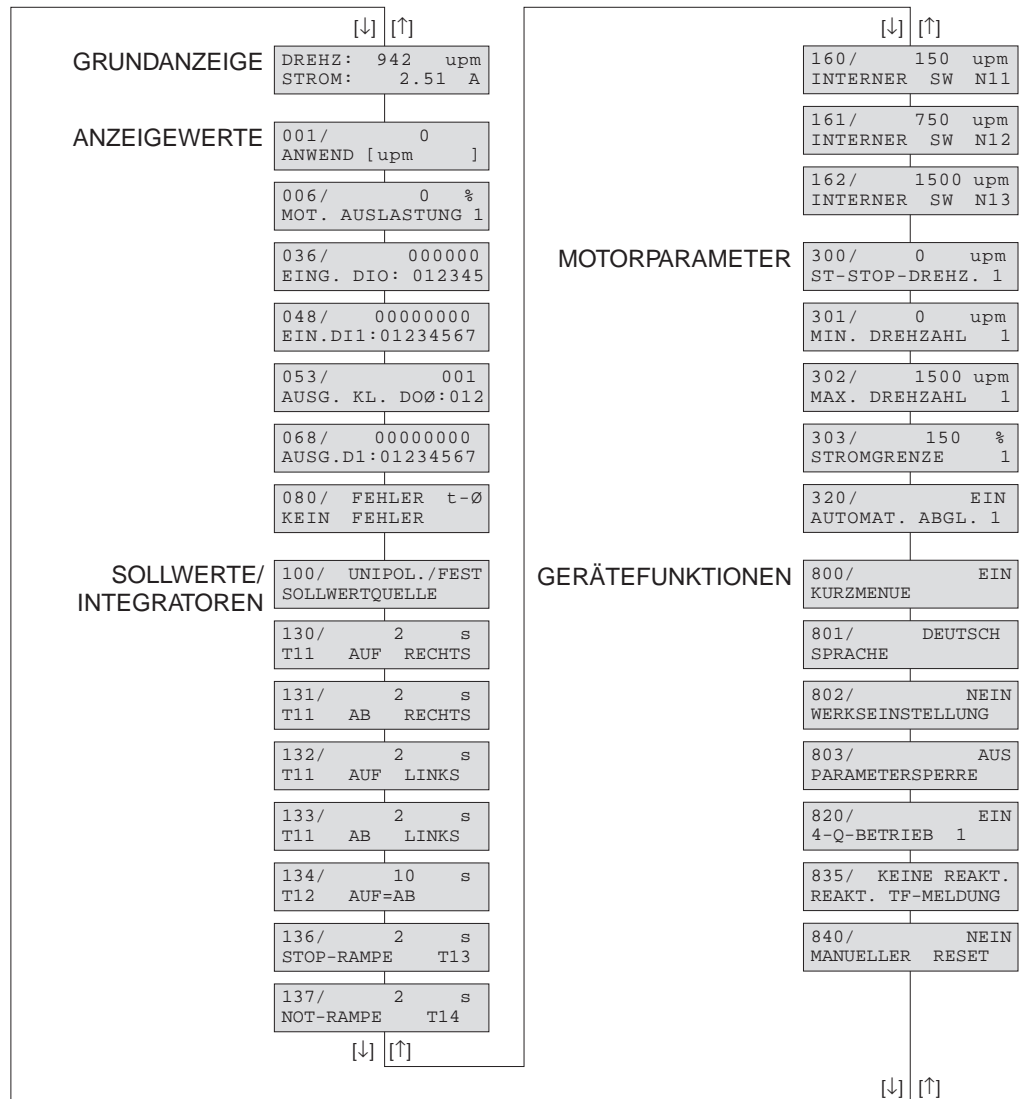 [↓] [↑]
GRUNDANZEIGE
DREHZ: 942 upm
STROM: 2.51 A
ANZEIGEWERTE
001/ 0
ANWEND [upm ]
006/ 0 %
MOT. AUSLASTUNG 1
036/ 000000
EING. DIO: 012345
048/ 00000000
EIN.DI1:01234567
053/ 001
AUSG. KL. DOØ:012
068/ 00000000
AUSG.D1:01234567
080/ FEHLER t-Ø
KEIN FEHLER
SOLLWERTE/
INTEGRATOREN
100/ UNIPOL./FEST
SOLLWERTQUELLE
130/ 2 s
T11 AUF RECHTS
131/ 2 s
T11 AB RECHTS
132/ 2 s
T11 AUF LINKS
133/ 2 s
T11 AB LINKS
134/ 10 s
T12 AUF=AB
136/ 2 s
STOP-RAMPE T13
137/ 2 s
NOT-RAMPE T14
[↓] [↑]
[↓] [↑]
160/ 150 upm
INTERNER SW N11
161/ 750 upm
INTERNER SW N12
162/ 1500 upm
INTERNER SW N13
MOTORPARAMETER
300/ 0 upm
ST-STOP-DREHZ. 1
301/ 0 upm
MIN. DREHZAHL 1
302/ 1500 upm
MAX. DREHZAHL 1
303/ 150 %
STROMGRENZE 1
320/ EIN
AUTOMAT. ABGL. 1
GERÄTEFUNKTIONEN
800/ EIN
KURZMENUE
801/ DEUTSCH
SPRACHE
802/ NEIN
WERKSEINSTELLUNG
803/ AUS
PARAMETERSPERRE
820/ EIN
4-Q-BETRIEB 1
835/ KEINE REAKT.
REAKT. TF-MELDUNG
840/ NEIN
MANUELLER RESET
[↓] [↑]